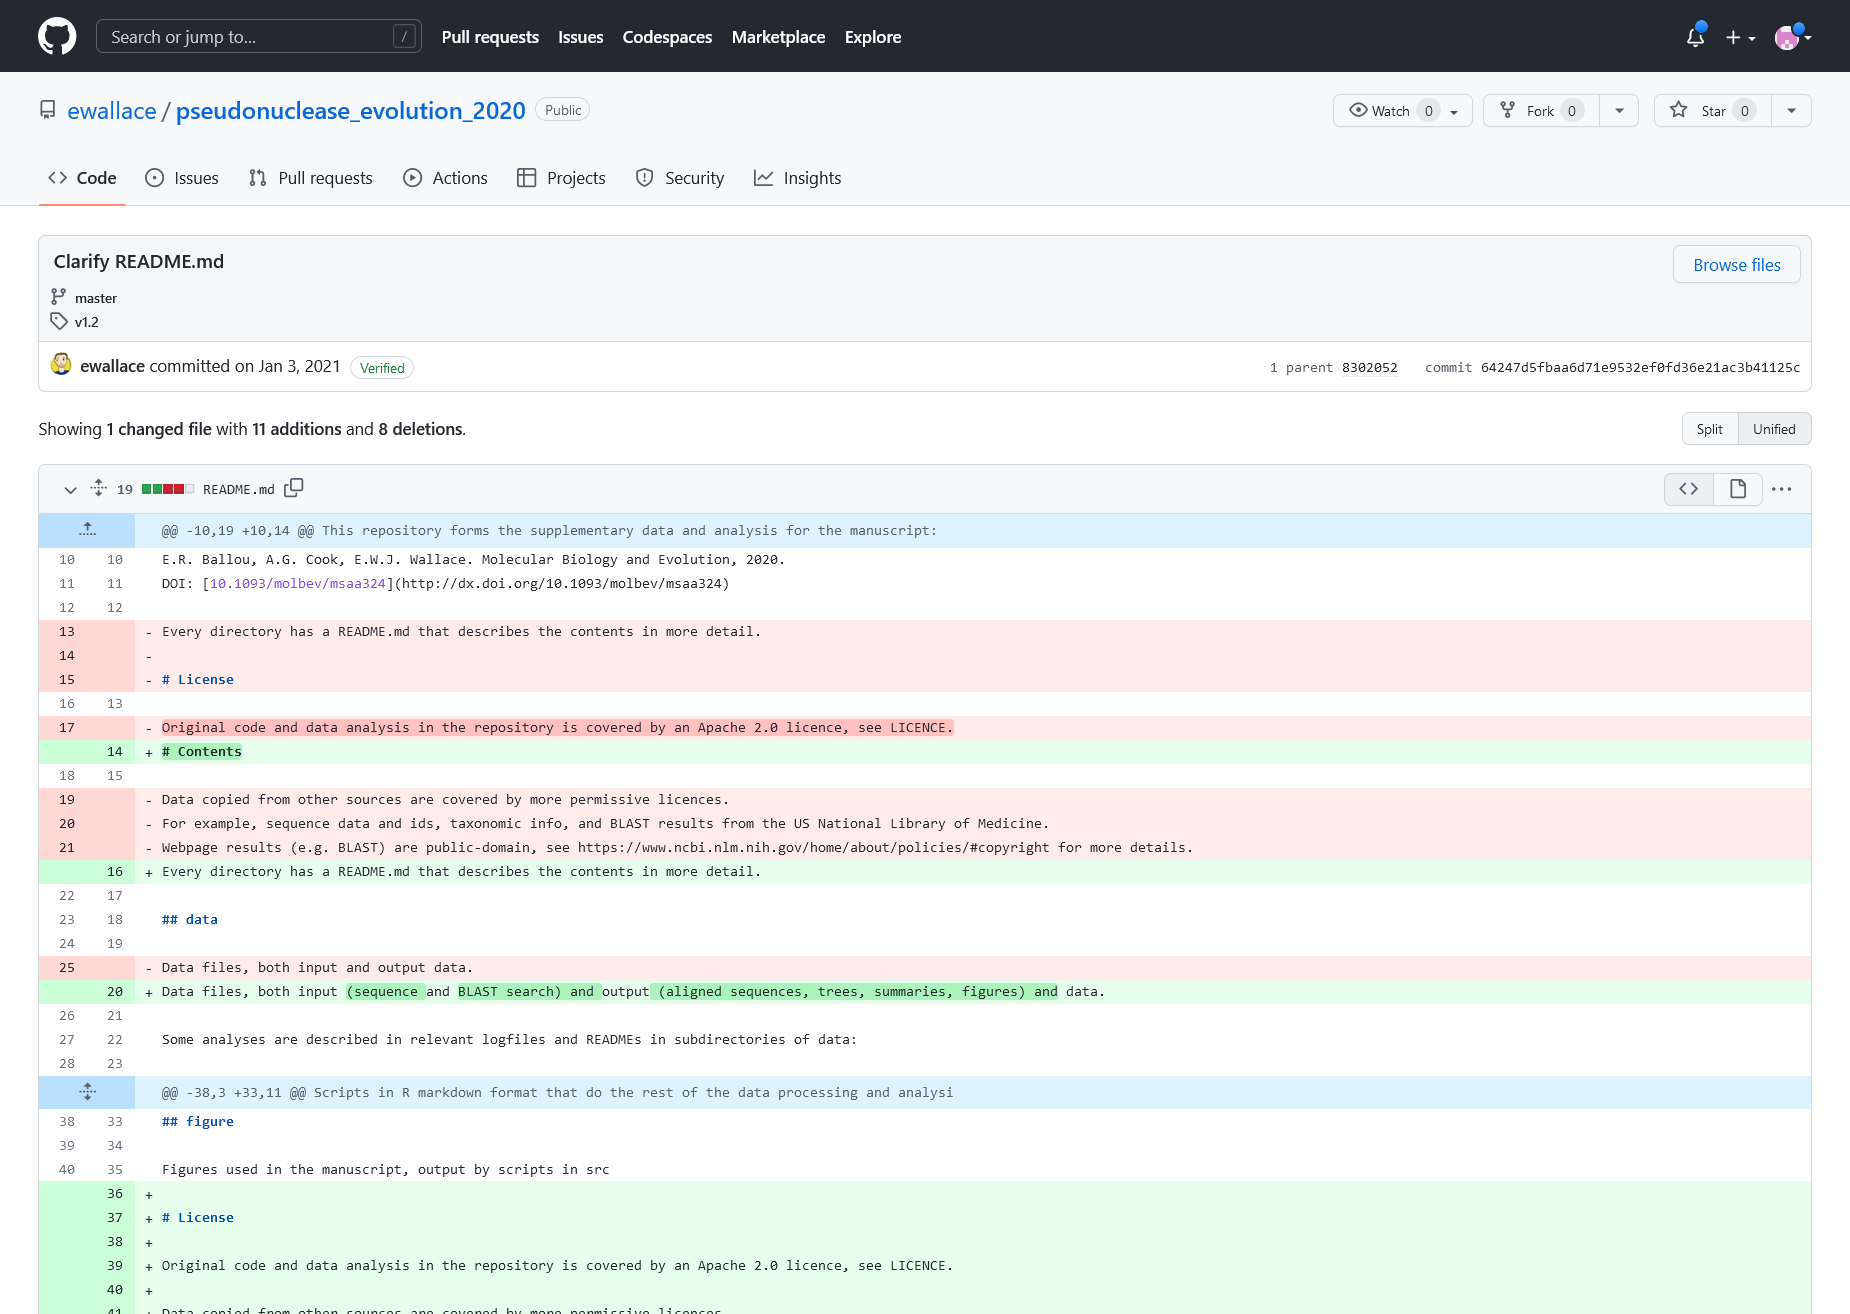 Search or jump to... /
Pull requests Issues Codespaces Marketplace Explore
ewallace / pseudonuclease_evolution_2020 Public
Watch 0 Fork 0 Star 0
Code Issues Pull requests Actions Projects Security Insights
Clarify README.md
Browse files
master
v1.2
ewallace committed on Jan 3, 2021 Verified
1 parent 8302052 commit 64247d5fbaa6d71e9532ef0fd36e21ac3b41125c
Showing 1 changed file with 11 additions and 8 deletions.
Split Unified
19 README.md
@@ -10,19 +10,14 @@ This repository forms the supplementary data and analysis for the manuscript:
10 10 E.R. Ballou, A.G. Cook, E.W.J. Wallace. Molecular Biology and Evolution, 2020.
11 11 DOI: [10.1093/molbev/msaa324](http://dx.doi.org/10.1093/molbev/msaa324)
12 12
13 - Every directory has a README.md that describes the contents in more detail.
14 -
15 - # License
16 13
17 - Original code and data analysis in the repository is covered by an Apache 2.0 licence, see LICENCE.
14 + # Contents
18 15
19 - Data copied from other sources are covered by more permissive licences.
20 - For example, sequence data and ids, taxonomic info, and BLAST results from the US National Library of Medicine.
21 - Webpage results (e.g. BLAST) are public-domain, see https://www.ncbi.nlm.nih.gov/home/about/policies/#copyright for more details.
16 + Every directory has a README.md that describes the contents in more detail.
22 17
23 18 ## data
24 19
25 - Data files, both input and output data.
20 + Data files, both input (sequence and BLAST search) and output (aligned sequences, trees, summaries, figures) and data.
26 21
27 22 Some analyses are described in relevant logfiles and READMEs in subdirectories of data:
28 23
@@ -38,3 +33,11 @@ Scripts in R markdown format that do the rest of the data processing and analysi
38 33 ## figure
39 34
40 35 Figures used in the manuscript, output by scripts in src
36 +
37 + # License
38 +
39 + Original code and data analysis in the repository is covered by an Apache 2.0 licence, see LICENCE.
40 +
41 + Data copied from other sources are covered by more permissive licences.